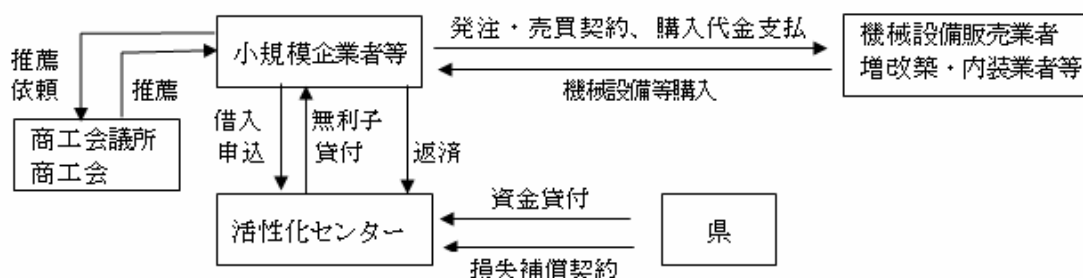 発注・売買契約、購入代金支払
機械設備販売業者
増改築・内装業者等
小規模企業者等
推薦
依頼
推薦
機械設備等購入
商工会議所
商工会
借入
申込
無利子
貸付
返済
資金貸付
活性化センター
県
損失補償契約